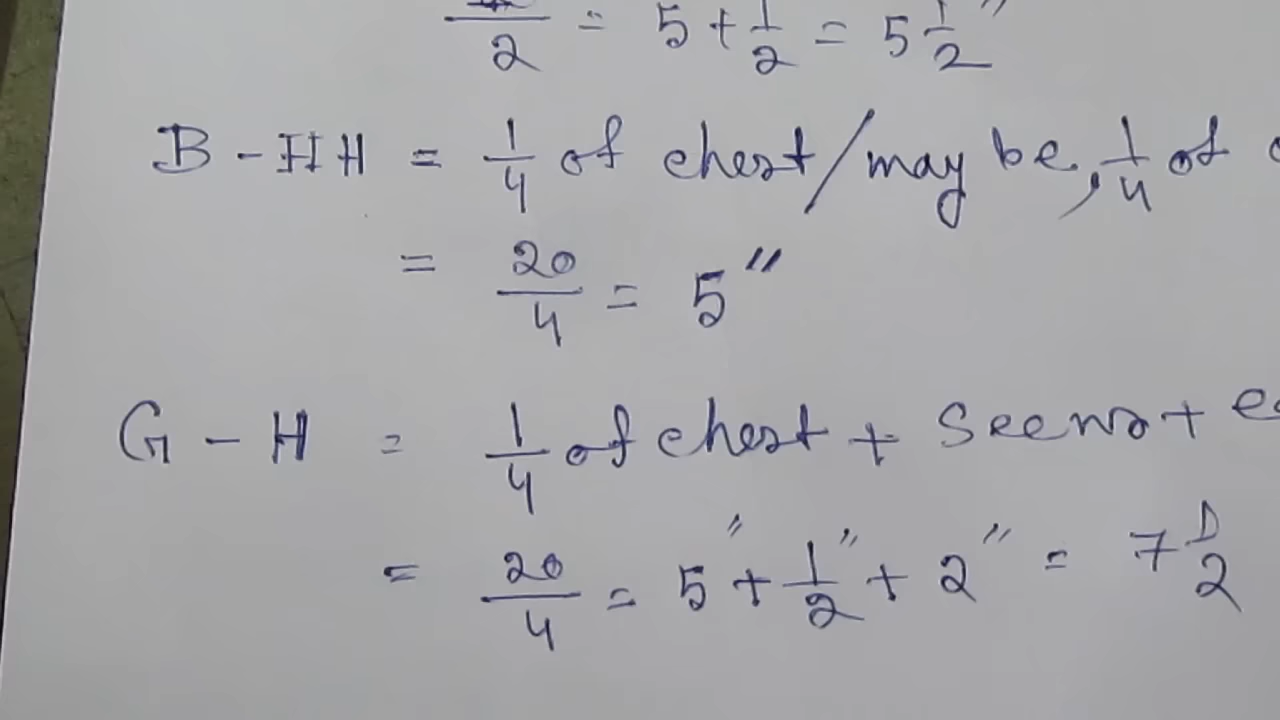 /2 = 5 + 1/2 = 5 1/2"
B - HH = 1/4 of chest / may be, 1/4 of
= 20/4 = 5"
G - H = 1/4 of chest + Seems +
= 20/4 = 5" + 1/2" + 2" = 7 1/2